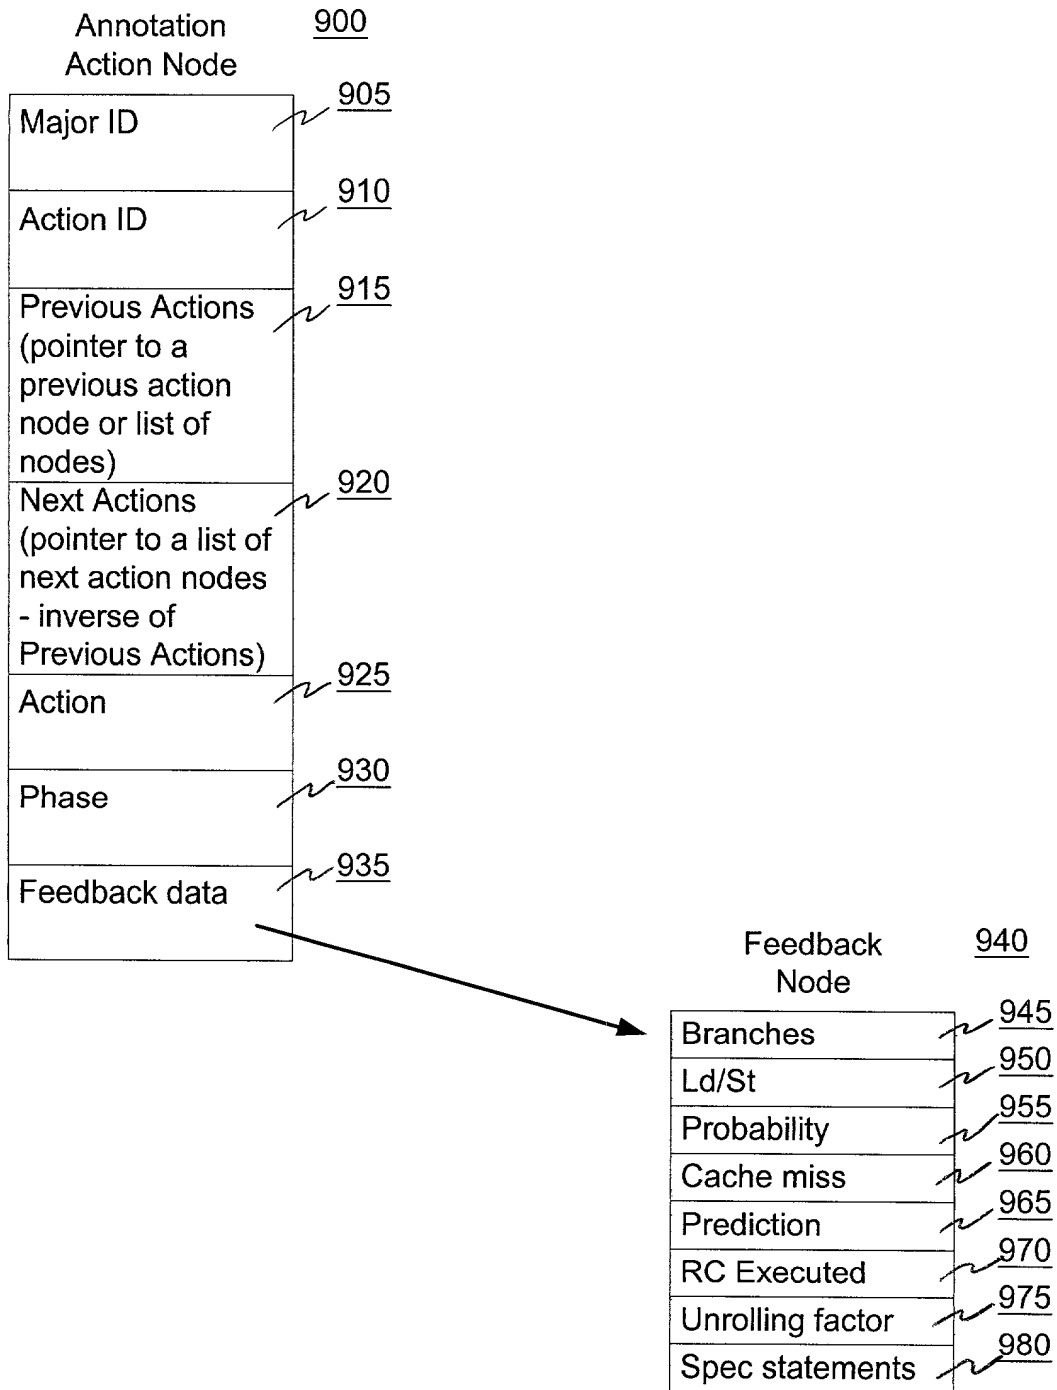 Annotation 900
Action Node
905
Major ID
910
Action ID
915
Previous Actions
(pointer to a
previous action
node or list of
nodes)
920
Next Actions
(pointer to a list of
next action nodes
- inverse of
Previous Actions)
925
Action
930
Phase
935
Feedback data
Feedback 940
Node
945
Branches
950
Ld/St
955
Probability
960
Cache miss
965
Prediction
970
RC Executed
975
Unrolling factor
980
Spec statements